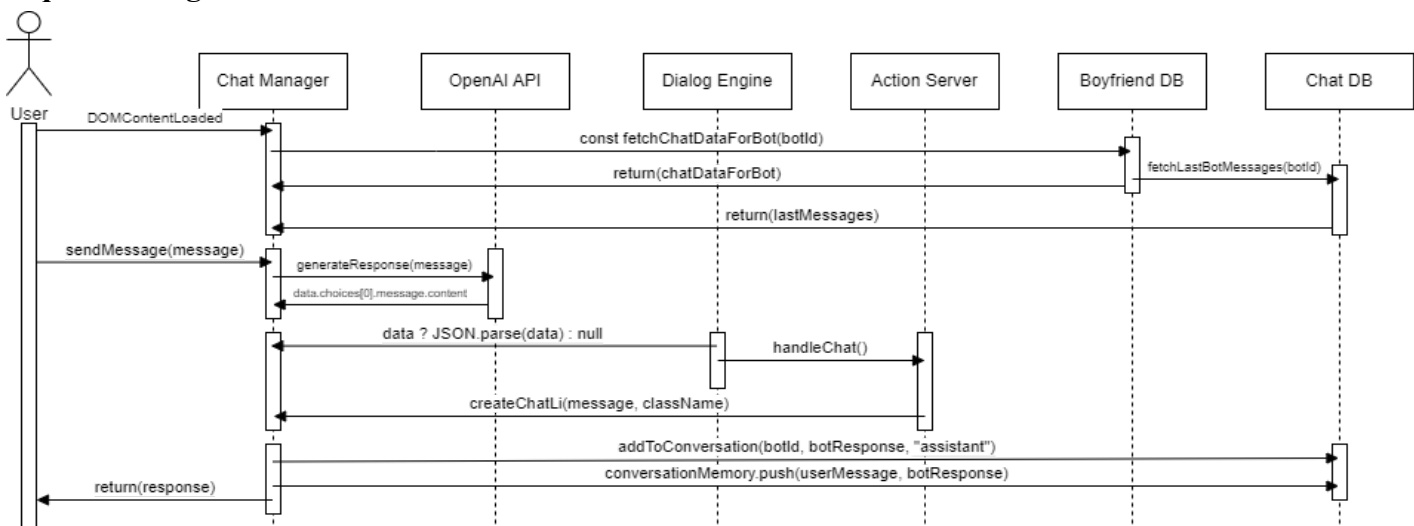 Chat Manager
OpenAI API
Dialog Engine
Action Server
Boyfriend DB
Chat DB
User
DOMContentLoaded
const fetchChatDataForBot(botId)
fetchLastBotMessages(botId)
return(chatDataForBot)
return(lastMessages)
sendMessage(message)
generateResponse(message)
data.choices[0].message.content
data ? JSON.parse(data) : null
handleChat()
createChatLi(message, className)
addToConversation(botId, botResponse, "assistant")
conversationMemory.push(userMessage, botResponse)
return(response)